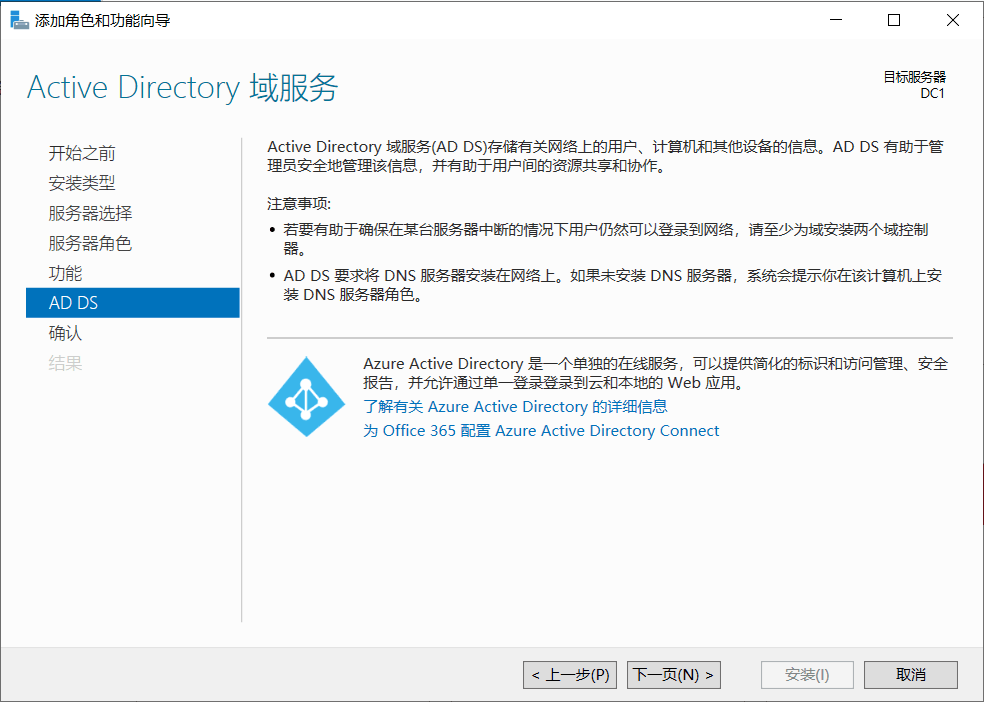 添加角色和功能向导
Active Directory 域服务
目标服务器
DC1
开始之前
安装类型
服务器选择
服务器角色
功能
AD DS
确认
结果
Active Directory 域服务(AD DS)存储有关网络上的用户、计算机和其他设备的信息。AD DS 有助于管
理员安全地管理该信息，并有助于用户间的资源共享和协作。
注意事项:
• 若要有助于确保在某台服务器中断的情况下用户仍然可以登录到网络，请至少为域安装两个域控制
器。
• AD DS 要求将 DNS 服务器安装在网络上。如果未安装 DNS 服务器，系统会提示你在该计算机上安
装 DNS 服务器角色。
Azure Active Directory 是一个单独的在线服务，可以提供简化的标识和访问管理、安全
报告，并允许通过单一登录登录到云和本地的 Web 应用。
了解有关 Azure Active Directory 的详细信息
为 Office 365 配置 Azure Active Directory Connect
< 上一步(P)
下一页(N) >
安装(I)
取消